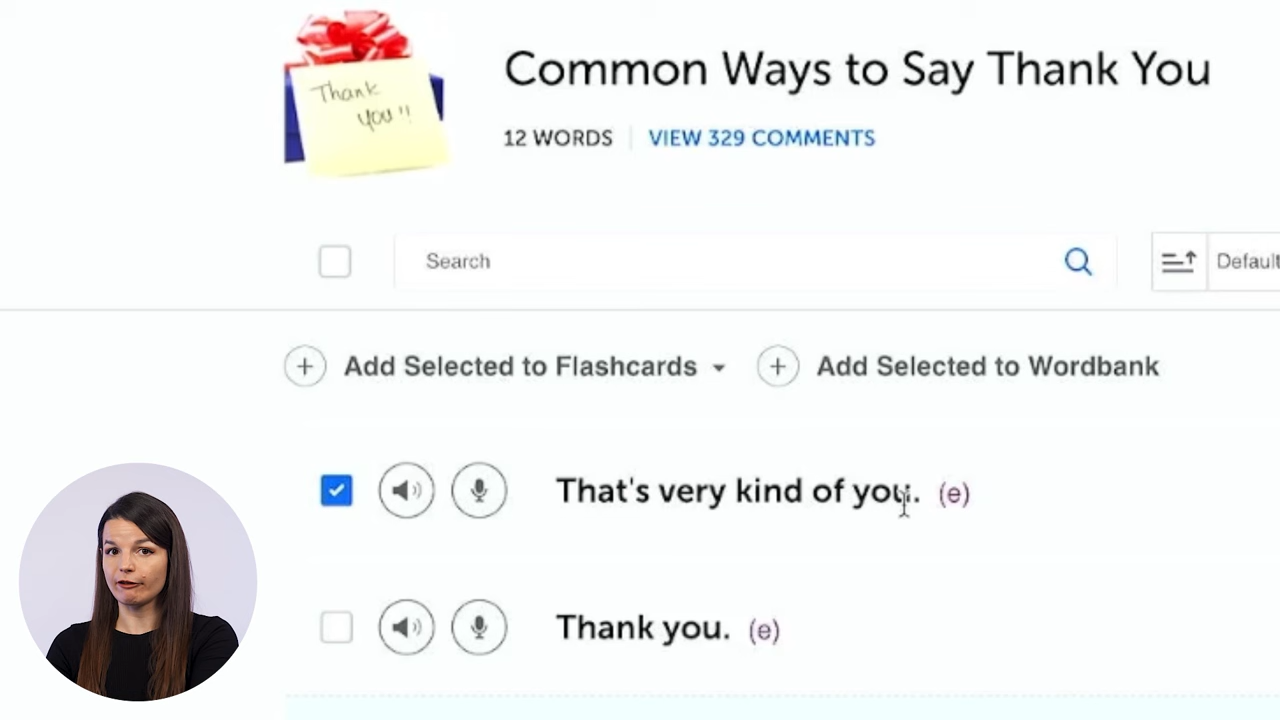 Thank
you!!
Common Ways to Say Thank You
12 WORDS
VIEW 329 COMMENTS
Search
Default
Add Selected to Flashcards
Add Selected to Wordbank
That's very kind of you. (e)
Thank you. (e)